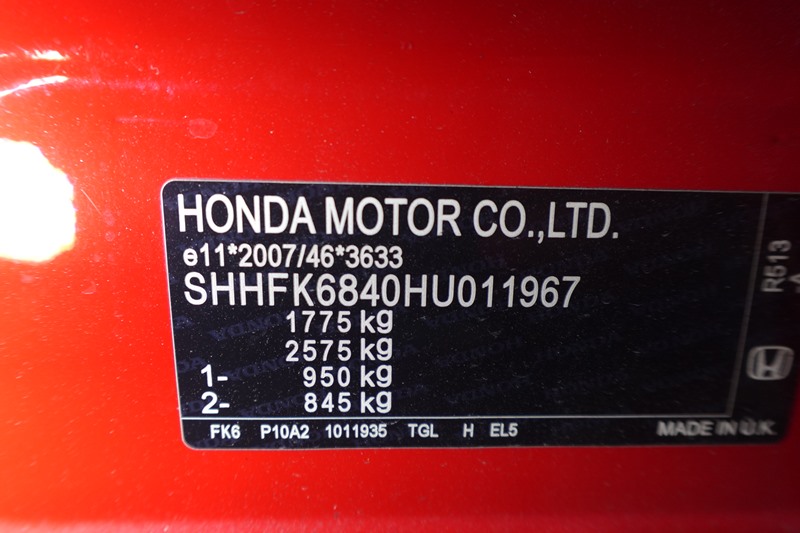 HONDA MOTOR CO.,LTD.
e11*2007/46*3633
SHHFK6840HU011967
1775 kg
2575 kg
1- 950 kg
2- 845 kg
FK6 P10A2 1011935 TGL H EL5
MADE IN U.K.
R513